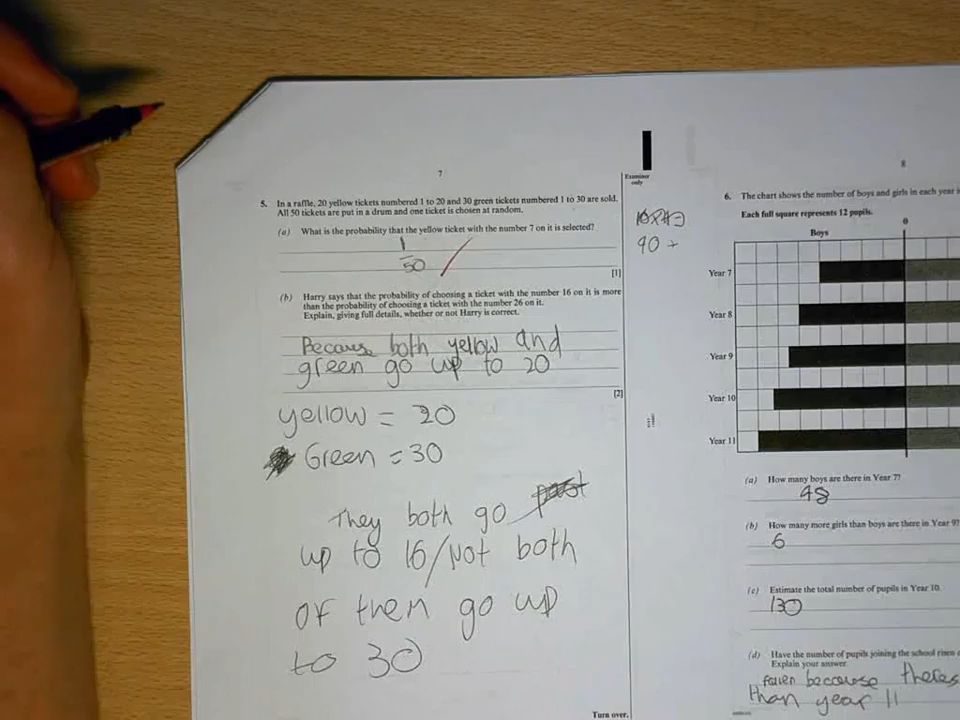 7
5. In a raffle, 20 yellow tickets numbered 1 to 20 and 30 green tickets numbered 1 to 30 are sold.
All 50 tickets are put in a drum and one ticket is chosen at random.
(a) What is the probability that the yellow ticket with the number 7 on it is selected?
1
50
[1]
(b) Harry says that the probability of choosing a ticket with the number 16 on it is more
than the probability of choosing a ticket with the number 26 on it.
Explain, giving full details, whether or not Harry is correct.
Because both yellow and
green go up to 20
[2]
yellow = 20
Green = 30
They both go past
up to 16/Not both
of them go up
to 30
Turn over.
Examiner
only
90 +
8
6. The chart shows the number of boys and girls in each year
Each full square represents 12 pupils.
0
Boys
Year 7
Year 8
Year 9
Year 10
Year 11
(a) How many boys are there in Year 7?
48
(b) How many more girls than boys are there in Year 9?
6
(c) Estimate the total number of pupils in Year 10.
130
(d) Have the number of pupils joining the school risen
Explain your answer.
fallen because theres
than year 11